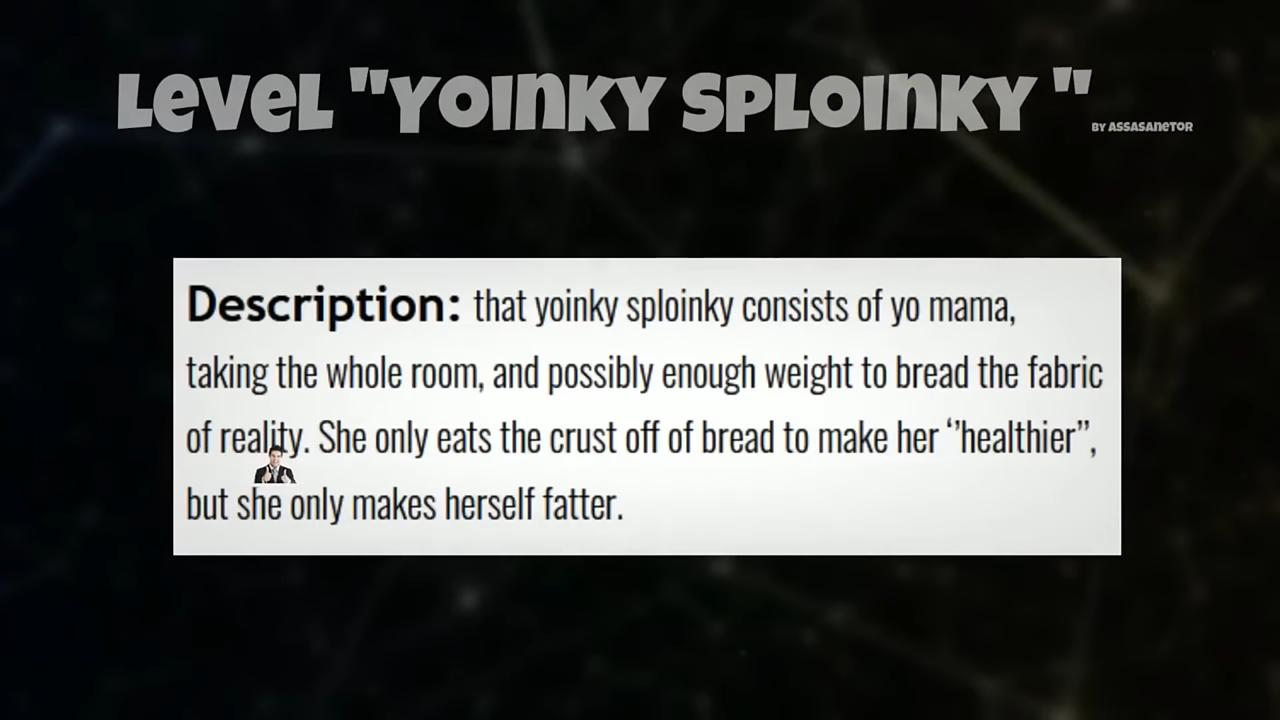 Level "Yoinky Sploinky " by Assasanetor
Description: that yoinky sploinky consists of yo mama,
taking the whole room, and possibly enough weight to bread the fabric
of reality. She only eats the crust off of bread to make her ‘’healthier”,
but she only makes herself fatter.